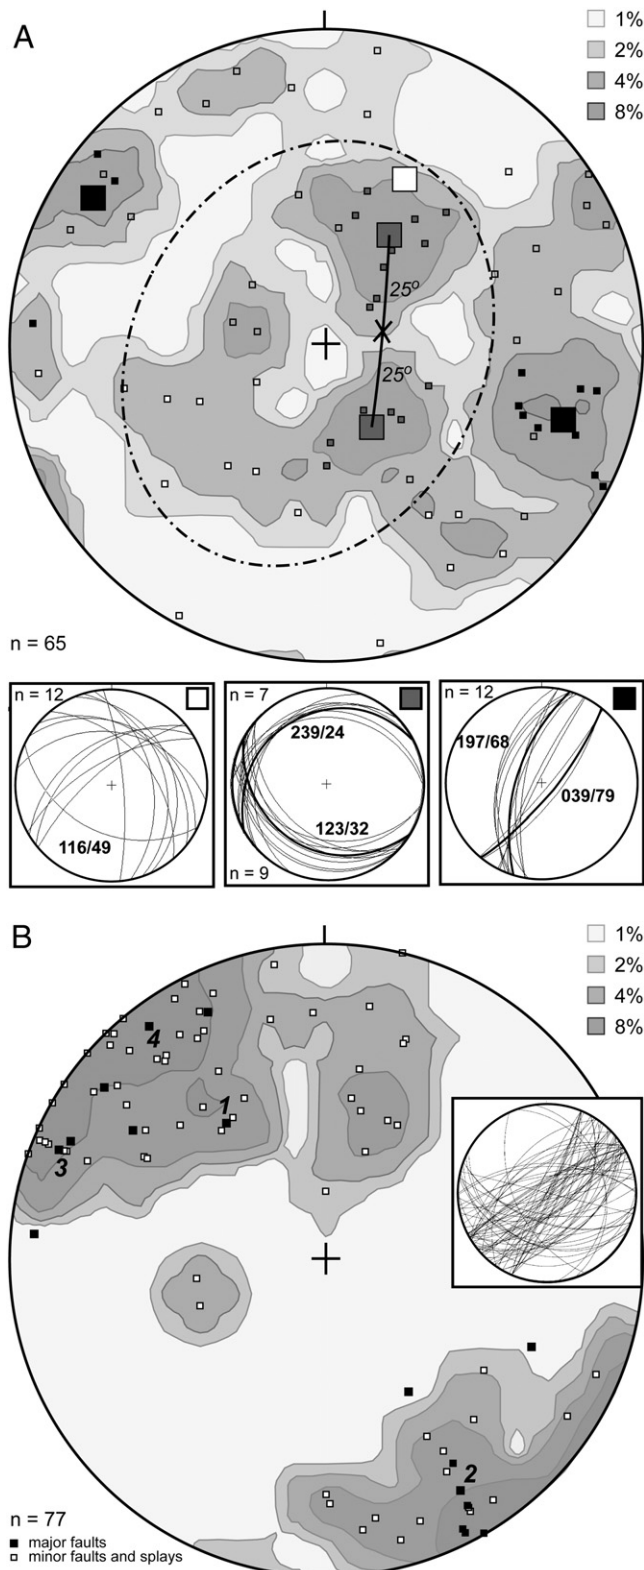 A
1%
2%
4%
8%
25°
25°
n = 65
n = 12
116/49
n = 7
239/24
123/32
n = 9
n = 12
197/68
039/79
B
1%
2%
4%
8%
4
1
3
2
n = 77
major faults
minor faults and splays